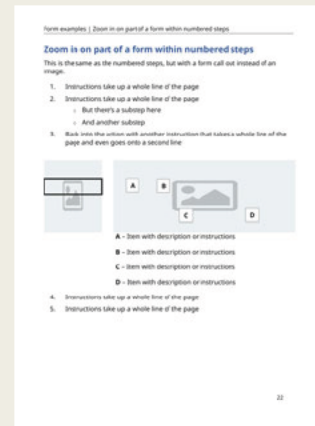 Form examples | Zoom in on part of a form within numbered steps
Zoom is on part of a form within numbered steps
This is the same as the numbered steps, but with a form call out instead of an
image.
1. Instructions take up a whole line of the page
2. Instructions take up a whole line of the page
But there's a substep here
And another substep
3. Back into the action with another instruction that takes a whole line of the
page and even goes onto a second line
A B
C D
A – Item with description or instructions
B – Item with description or instructions
C – Item with description or instructions
D – Item with description or instructions
4. Instructions take up a whole line of the page
5. Instructions take up a whole line of the page
22